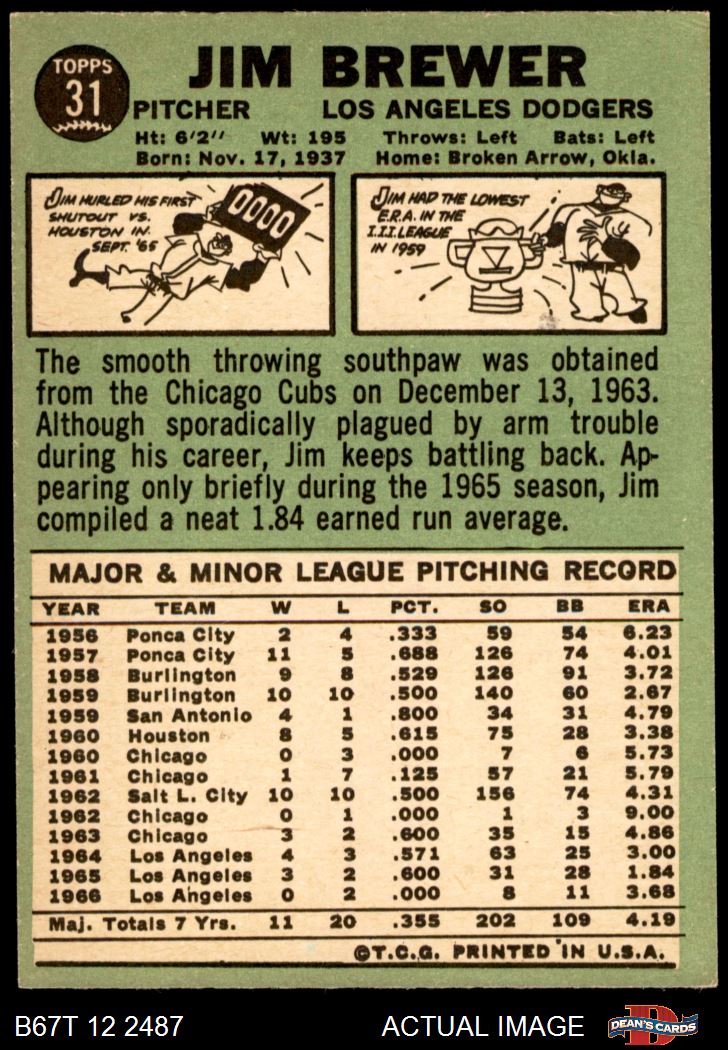 TOPPS
31
JIM BREWER
PITCHER LOS ANGELES DODGERS
Ht: 6'2" Wt: 195 Throws: Left Bats: Left
Born: Nov. 17, 1937 Home: Broken Arrow, Okla.
JIM HURLED HIS FIRST
SHUTOUT VS.
HOUSTON IN
SEPT. '65
0000
JIM HAD THE LOWEST
E.R.A. IN THE
I.I.I. LEAGUE
IN 1959
The smooth throwing southpaw was obtained
from the Chicago Cubs on December 13, 1963.
Although sporadically plagued by arm trouble
during his career, Jim keeps battling back. Ap-
pearing only briefly during the 1965 season, Jim
compiled a neat 1.84 earned run average.
MAJOR & MINOR LEAGUE PITCHING RECORD
YEAR TEAM W L PCT. SO BB ERA
1956 Ponca City 2 4 .333 59 54 6.23
1957 Ponca City 11 5 .688 126 74 4.01
1958 Burlington 9 8 .529 126 91 3.72
1959 Burlington 10 10 .500 140 60 2.67
1959 San Antonio 4 1 .800 34 31 4.79
1960 Houston 8 5 .615 75 28 3.38
1960 Chicago 0 3 .000 7 6 5.73
1961 Chicago 1 7 .125 57 21 5.79
1962 Salt L. City 10 10 .500 156 74 4.31
1962 Chicago 0 1 .000 1 3 9.00
1963 Chicago 3 2 .600 35 15 4.86
1964 Los Angeles 4 3 .571 63 25 3.00
1965 Los Angeles 3 2 .600 31 28 1.84
1966 Los Angeles 0 2 .000 8 11 3.68
Maj. Totals 7 Yrs. 11 20 .355 202 109 4.19
©T.C.G. PRINTED IN U.S.A.
B67T 12 2487 ACTUAL IMAGE
D
DEAN'S CARDS